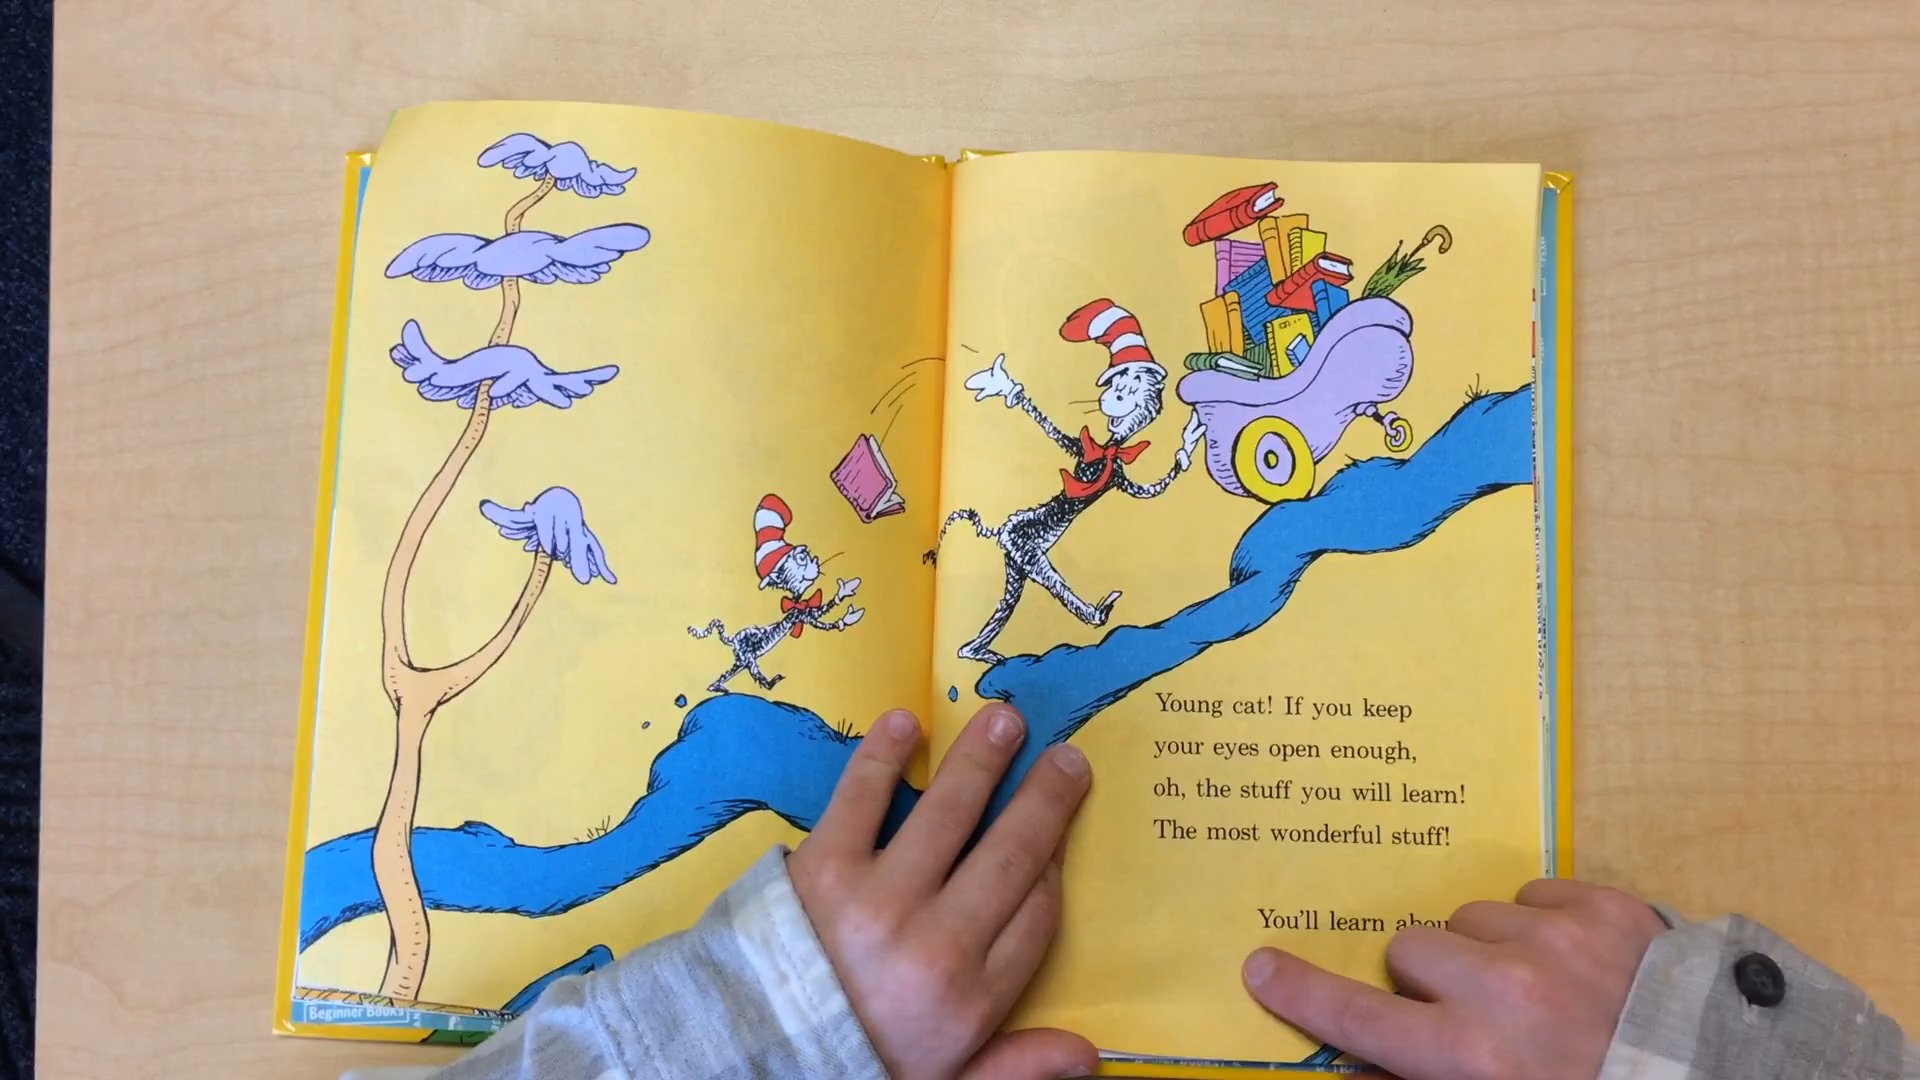 Young cat! If you keep
your eyes open enough,
oh, the stuff you will learn!
The most wonderful stuff!
You'll learn
Beginner Books